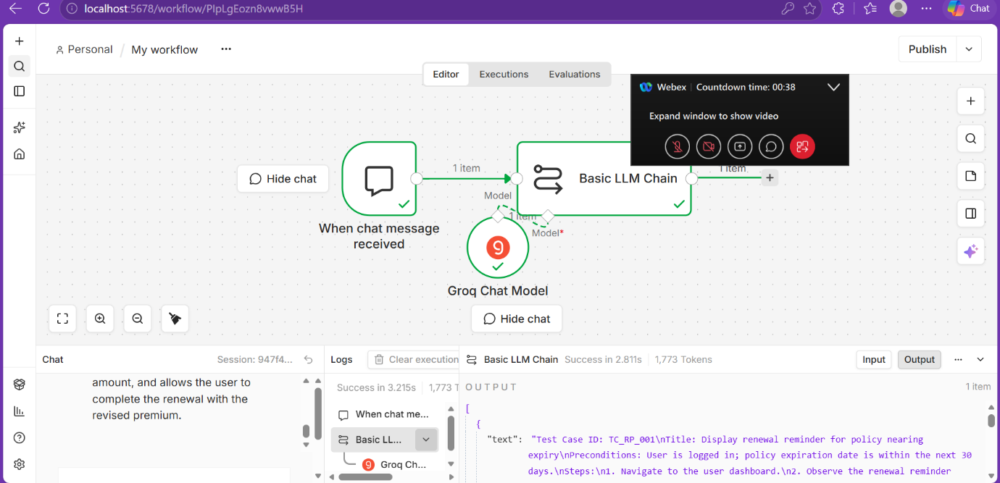 localhost:5678/workflow/PlpLgEozn8vwwB5H
Chat
Personal / My workflow ...
Publish
Editor Executions Evaluations
Webex | Countdown time: 00:38
Expand window to show video
Hide chat
1 item
Basic LLM Chain
1 item
Model
1 item
Model*
When chat message
received
Groq Chat Model
Hide chat
Chat
Session: 947f4...
amount, and allows the user to
complete the renewal with the
revised premium.
Logs
Clear execution
Success in 3.215s | 1,773 T
When chat me...
Basic LL...
Groq Ch...
Basic LLM Chain Success in 2.811s | 1,773 Tokens
Input Output ...
OUTPUT
1 item
[
{
"text": "Test Case ID: TC_RP_001\nTitle: Display renewal reminder for policy nearing
expiry\nPreconditions: User is logged in; policy expiration date is within the next 30
days.\nSteps:\n1. Navigate to the user dashboard.\n2. Observe the renewal reminder